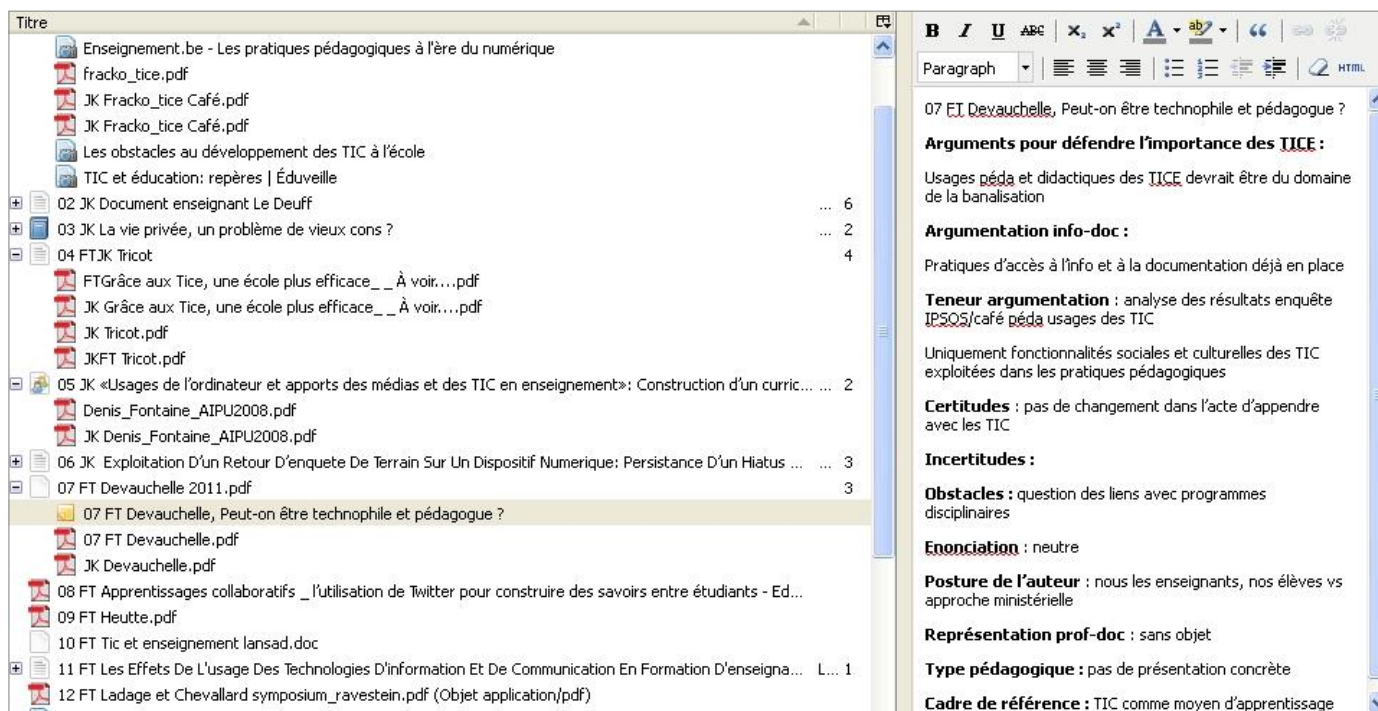 Titre
Enseignement.be - Les pratiques pédagogiques à l'ère du numérique
fracko_tice.pdf
JK Fracko_tice Café.pdf
JK Fracko_tice Café.pdf
Les obstacles au développement des TIC à l'école
TIC et éducation: repères | Éduveille
02 JK Document enseignant Le Deuff ... 6
03 JK La vie privée, un problème de vieux cons ? ... 2
04 FTJK Tricot 4
FTGrâce aux Tice, une école plus efficace_ _ À voir....pdf
JK Grâce aux Tice, une école plus efficace_ _ À voir....pdf
JK Tricot.pdf
JKFT Tricot.pdf
05 JK «Usages de l'ordinateur et apports des médias et des TIC en enseignement»: Construction d'un curric... ... 2
Denis_Fontaine_AIPU2008.pdf
JK Denis_Fontaine_AIPU2008.pdf
06 JK Exploitation D'un Retour D'enquete De Terrain Sur Un Dispositif Numerique: Persistance D'un Hiatus ... ... 3
07 FT Devauchelle 2011.pdf 3
07 FT Devauchelle, Peut-on être technophile et pédagogue ?
07 FT Devauchelle.pdf
JK Devauchelle.pdf
08 FT Apprentissages collaboratifs _ l'utilisation de Twitter pour construire des savoirs entre étudiants - Ed...
09 FT Heutte.pdf
10 FT Tic et enseignement lansad.doc
11 FT Les Effets De L'usage Des Technologies D'information Et De Communication En Formation D'enseigna... L... 1
12 FT Ladage et Chevallard symposium_ravestein.pdf (Objet application/pdf)
B I U ABC X₂ X² A ab
Paragraph HTML
07 FT Devauchelle, Peut-on être technophile et pédagogue ?
Arguments pour défendre l'importance des TICE :
Usages péda et didactiques des TICE devrait être du domaine
de la banalisation
Argumentation info-doc :
Pratiques d'accès à l'info et à la documentation déjà en place
Teneur argumentation : analyse des résultats enquête
IPSOS/café péda usages des TIC
Uniquement fonctionnalités sociales et culturelles des TIC
exploitées dans les pratiques pédagogiques
Certitudes : pas de changement dans l'acte d'appendre
avec les TIC
Incertitudes :
Obstacles : question des liens avec programmes
disciplinaires
Enonciation : neutre
Posture de l'auteur : nous les enseignants, nos élèves vs
approche ministérielle
Représentation prof-doc : sans objet
Type pédagogique : pas de présentation concrète
Cadre de référence : TIC comme moyen d'apprentissage